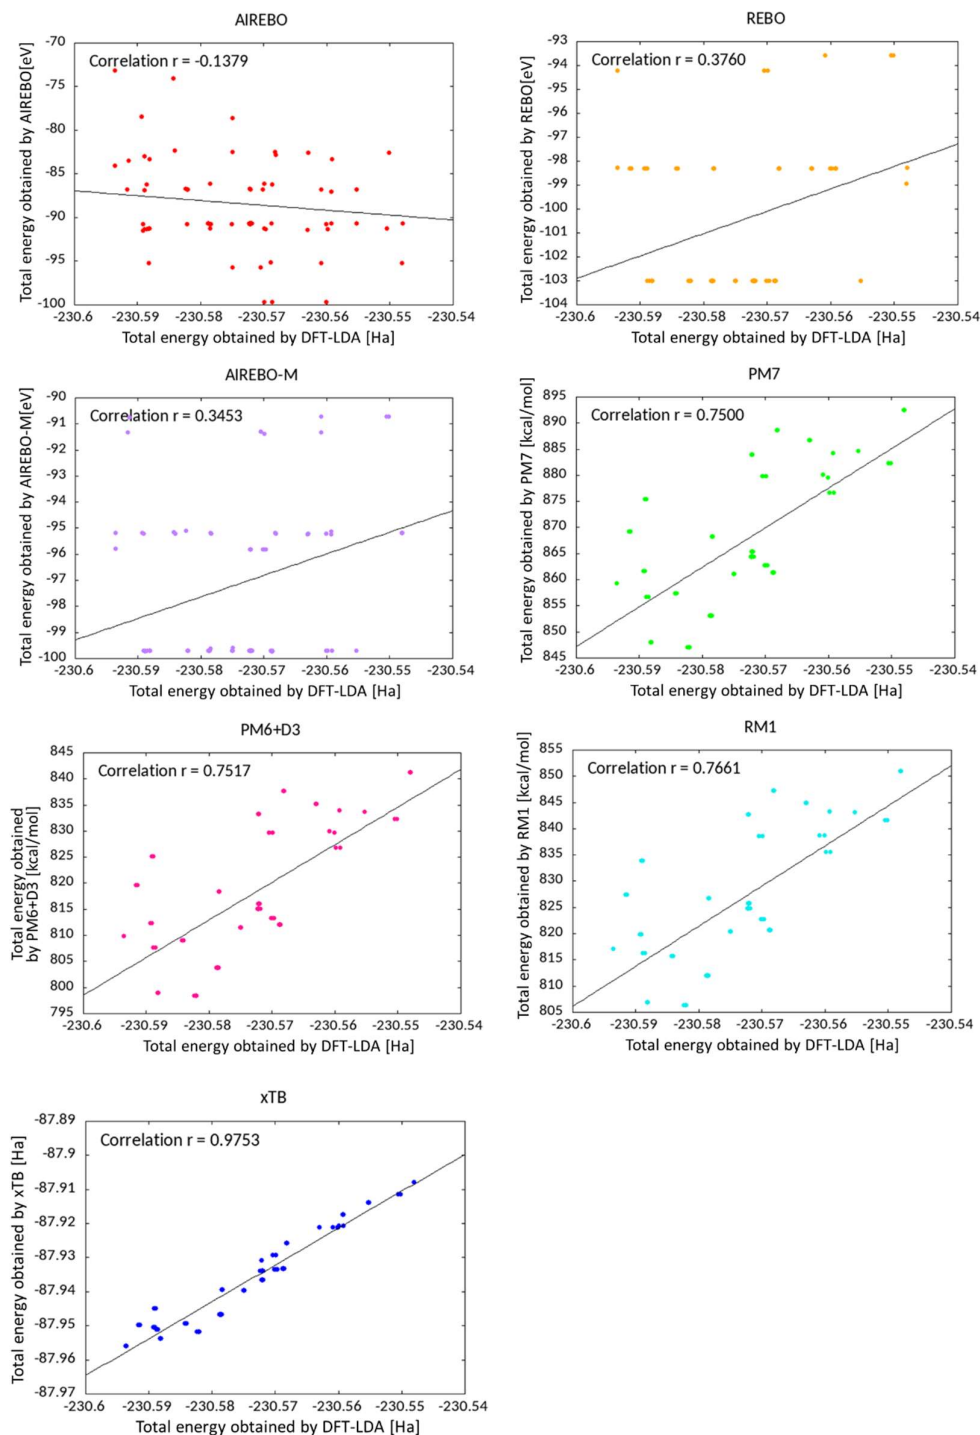 AIREBO
Correlation r = -0.1379
Total energy obtained by AIREBO[eV]
-70
-75
-80
-85
-90
-95
-100
-230.6 -230.59 -230.58 -230.57 -230.56 -230.55 -230.54
Total energy obtained by DFT-LDA [Ha]
REBO
Correlation r = 0.3760
Total energy obtained by REBO[eV]
-93
-94
-95
-96
-97
-98
-99
-100
-101
-102
-103
-104
-230.6 -230.59 -230.58 -230.57 -230.56 -230.55 -230.54
Total energy obtained by DFT-LDA [Ha]
AIREBO-M
Correlation r = 0.3453
Total energy obtained by AIREBO-M[eV]
-90
-91
-92
-93
-94
-95
-96
-97
-98
-99
-100
-230.6 -230.59 -230.58 -230.57 -230.56 -230.55 -230.54
Total energy obtained by DFT-LDA [Ha]
PM7
Correlation r = 0.7500
Total energy obtained by PM7 [kcal/mol]
895
890
885
880
875
870
865
860
855
850
845
-230.6 -230.59 -230.58 -230.57 -230.56 -230.55 -230.54
Total energy obtained by DFT-LDA [Ha]
PM6+D3
Correlation r = 0.7517
Total energy obtained
by PM6+D3 [kcal/mol]
845
840
835
830
825
820
815
810
805
800
795
-230.6 -230.59 -230.58 -230.57 -230.56 -230.55 -230.54
Total energy obtained by DFT-LDA [Ha]
RM1
Correlation r = 0.7661
Total energy obtained by RM1 [kcal/mol]
855
850
845
840
835
830
825
820
815
810
805
-230.6 -230.59 -230.58 -230.57 -230.56 -230.55 -230.54
Total energy obtained by DFT-LDA [Ha]
xTB
Correlation r = 0.9753
Total energy obtained by xTB [Ha]
-87.89
-87.9
-87.91
-87.92
-87.93
-87.94
-87.95
-87.96
-87.97
-230.6 -230.59 -230.58 -230.57 -230.56 -230.55 -230.54
Total energy obtained by DFT-LDA [Ha]